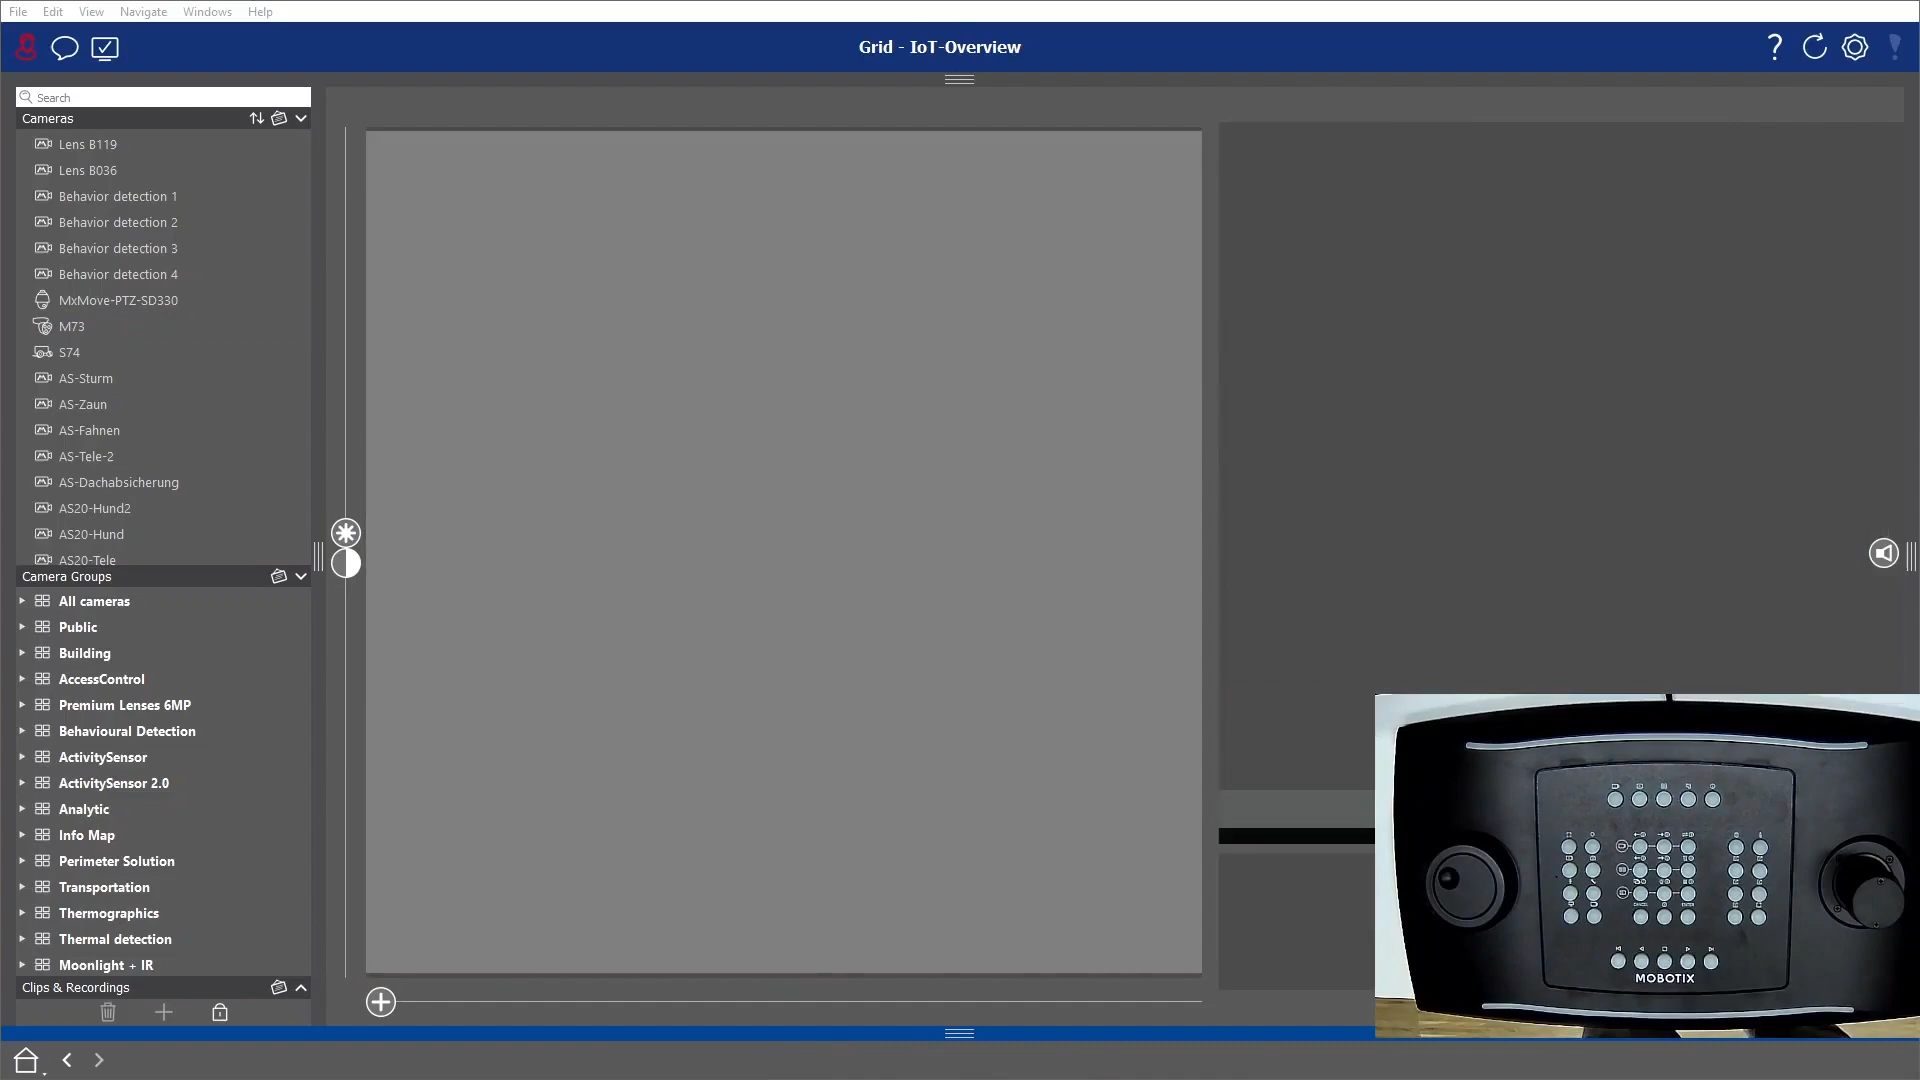 File Edit View Navigate Windows Help
Grid - IoT-Overview
Search
Cameras
Lens B119
Lens B036
Behavior detection 1
Behavior detection 2
Behavior detection 3
Behavior detection 4
MxMove-PTZ-SD330
M73
S74
AS-Sturm
AS-Zaun
AS-Fahnen
AS-Tele-2
AS-Dachabsicherung
AS20-Hund2
AS20-Hund
AS20-Tele
Camera Groups
All cameras
Public
Building
AccessControl
Premium Lenses 6MP
Behavioural Detection
ActivitySensor
ActivitySensor 2.0
Analytic
Info Map
Perimeter Solution
Transportation
Thermographics
Thermal detection
Moonlight + IR
Clips & Recordings
MOBOTIX